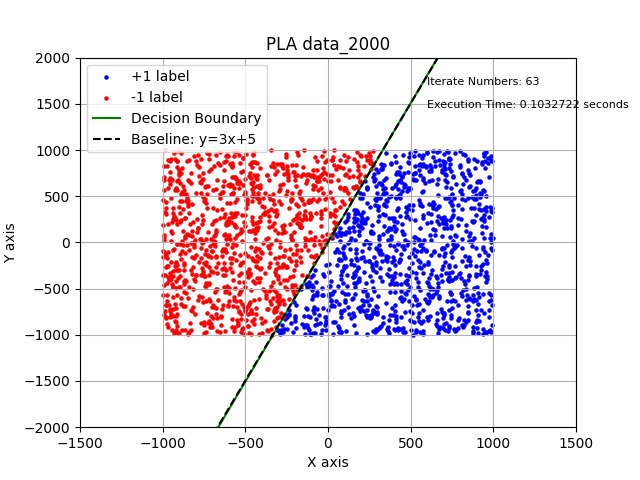 PLA data_2000
+1 label
-1 label
Decision Boundary
Baseline: y=3x+5
Iterate Numbers: 63
Execution Time: 0.1032722 seconds
Y axis
2000
1500
1000
500
0
−500
−1000
−1500
−2000
−1500
−1000
−500
0
500
1000
1500
X axis